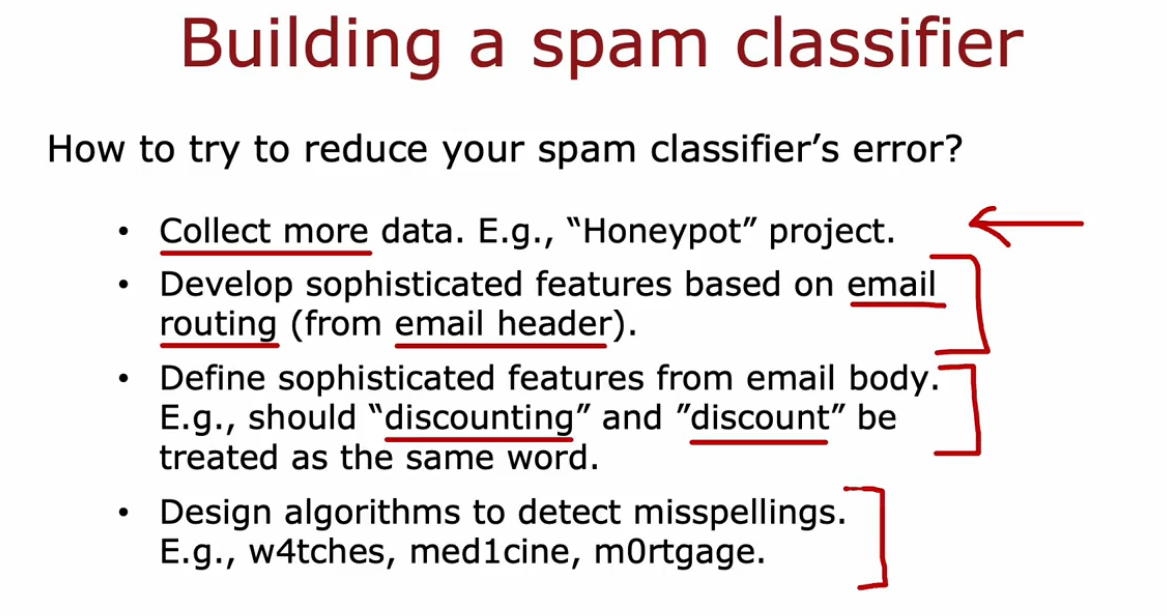 Building a spam classifier
How to try to reduce your spam classifier’s error?
• Collect more data. E.g., “Honeypot” project.
• Develop sophisticated features based on email
routing (from email header).
• Define sophisticated features from email body.
E.g., should “discounting” and ”discount” be
treated as the same word.
• Design algorithms to detect misspellings.
E.g., w4tches, med1cine, m0rtgage.